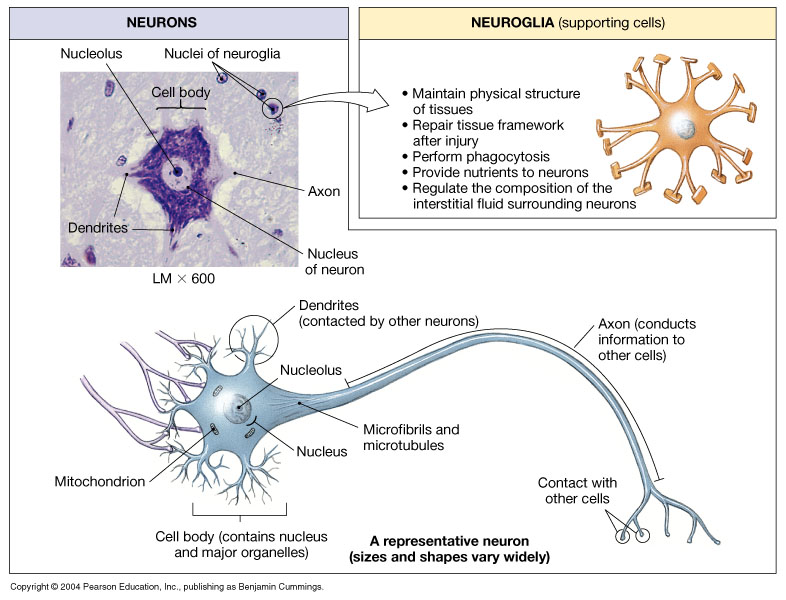 NEURONS
Nucleolus
Nuclei of neuroglia
Cell body
Axon
Dendrites
Nucleus
of neuron
LM × 600
NEUROGLIA (supporting cells)
• Maintain physical structure
of tissues
• Repair tissue framework
after injury
• Perform phagocytosis
• Provide nutrients to neurons
• Regulate the composition of the
interstitial fluid surrounding neurons
Dendrites
(contacted by other neurons)
Axon (conducts
information to
other cells)
Nucleolus
Microfibrils and
microtubules
Nucleus
Mitochondrion
Contact with
other cells
Cell body (contains nucleus
and major organelles)
A representative neuron
(sizes and shapes vary widely)
Copyright © 2004 Pearson Education, Inc., publishing as Benjamin Cummings.